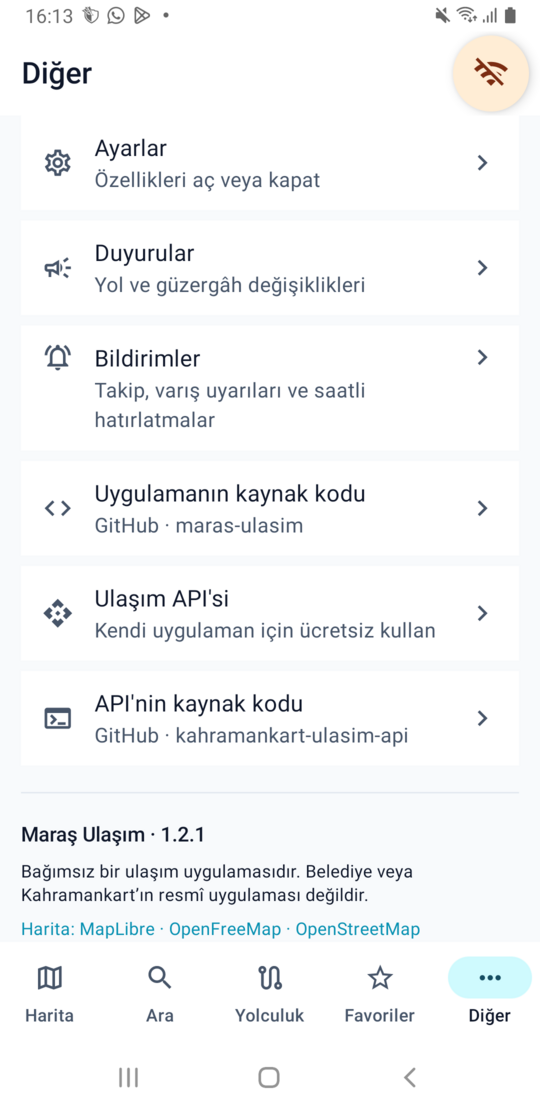 16:13
Diğer
Ayarlar
Özellikleri aç veya kapat
Duyurular
Yol ve güzergâh değişiklikleri
Bildirimler
Takip, varış uyarıları ve saatli
hatırlatmalar
Uygulamanın kaynak kodu
GitHub · maras-ulasim
Ulaşım API'si
Kendi uygulaman için ücretsiz kullan
API'nin kaynak kodu
GitHub · kahramankart-ulasim-api
Maraş Ulaşım · 1.2.1
Bağımsız bir ulaşım uygulamasıdır. Belediye veya
Kahramankart’ın resmî uygulaması değildir.
Harita: MapLibre · OpenFreeMap · OpenStreetMap
Harita
Ara
Yolculuk
Favoriler
Diğer